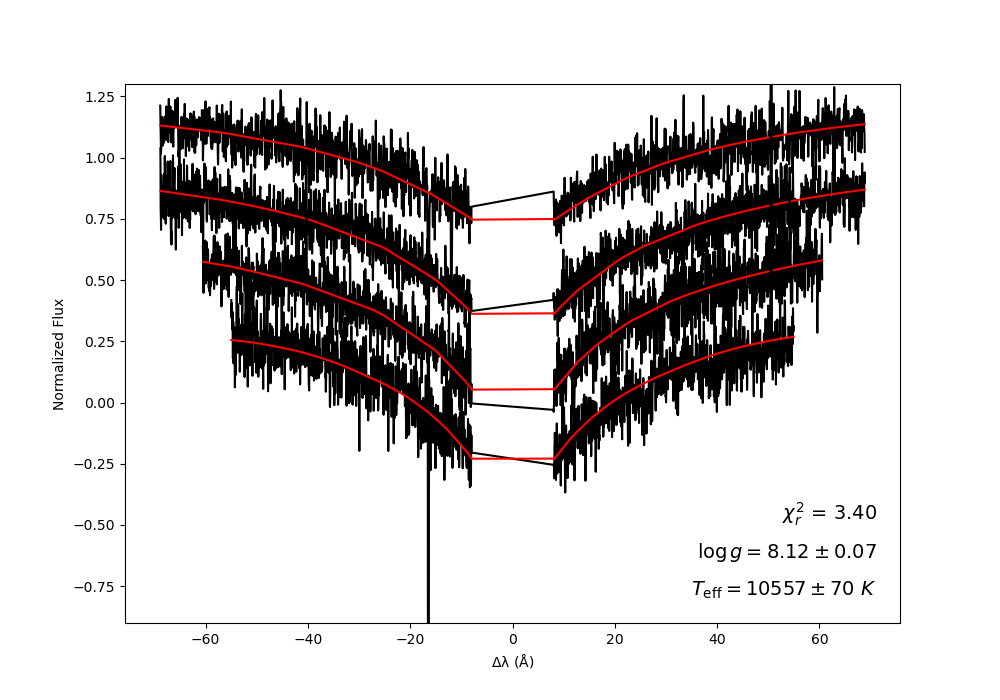 1.25
1.00
0.75
0.50
0.25
0.00
−0.25
−0.50
−0.75
Normalized Flux
χ²ᵣ = 3.40
log g = 8.12 ± 0.07
T_eff = 10557 ± 70 K
−60 −40 −20 0 20 40 60
Δλ (Å)